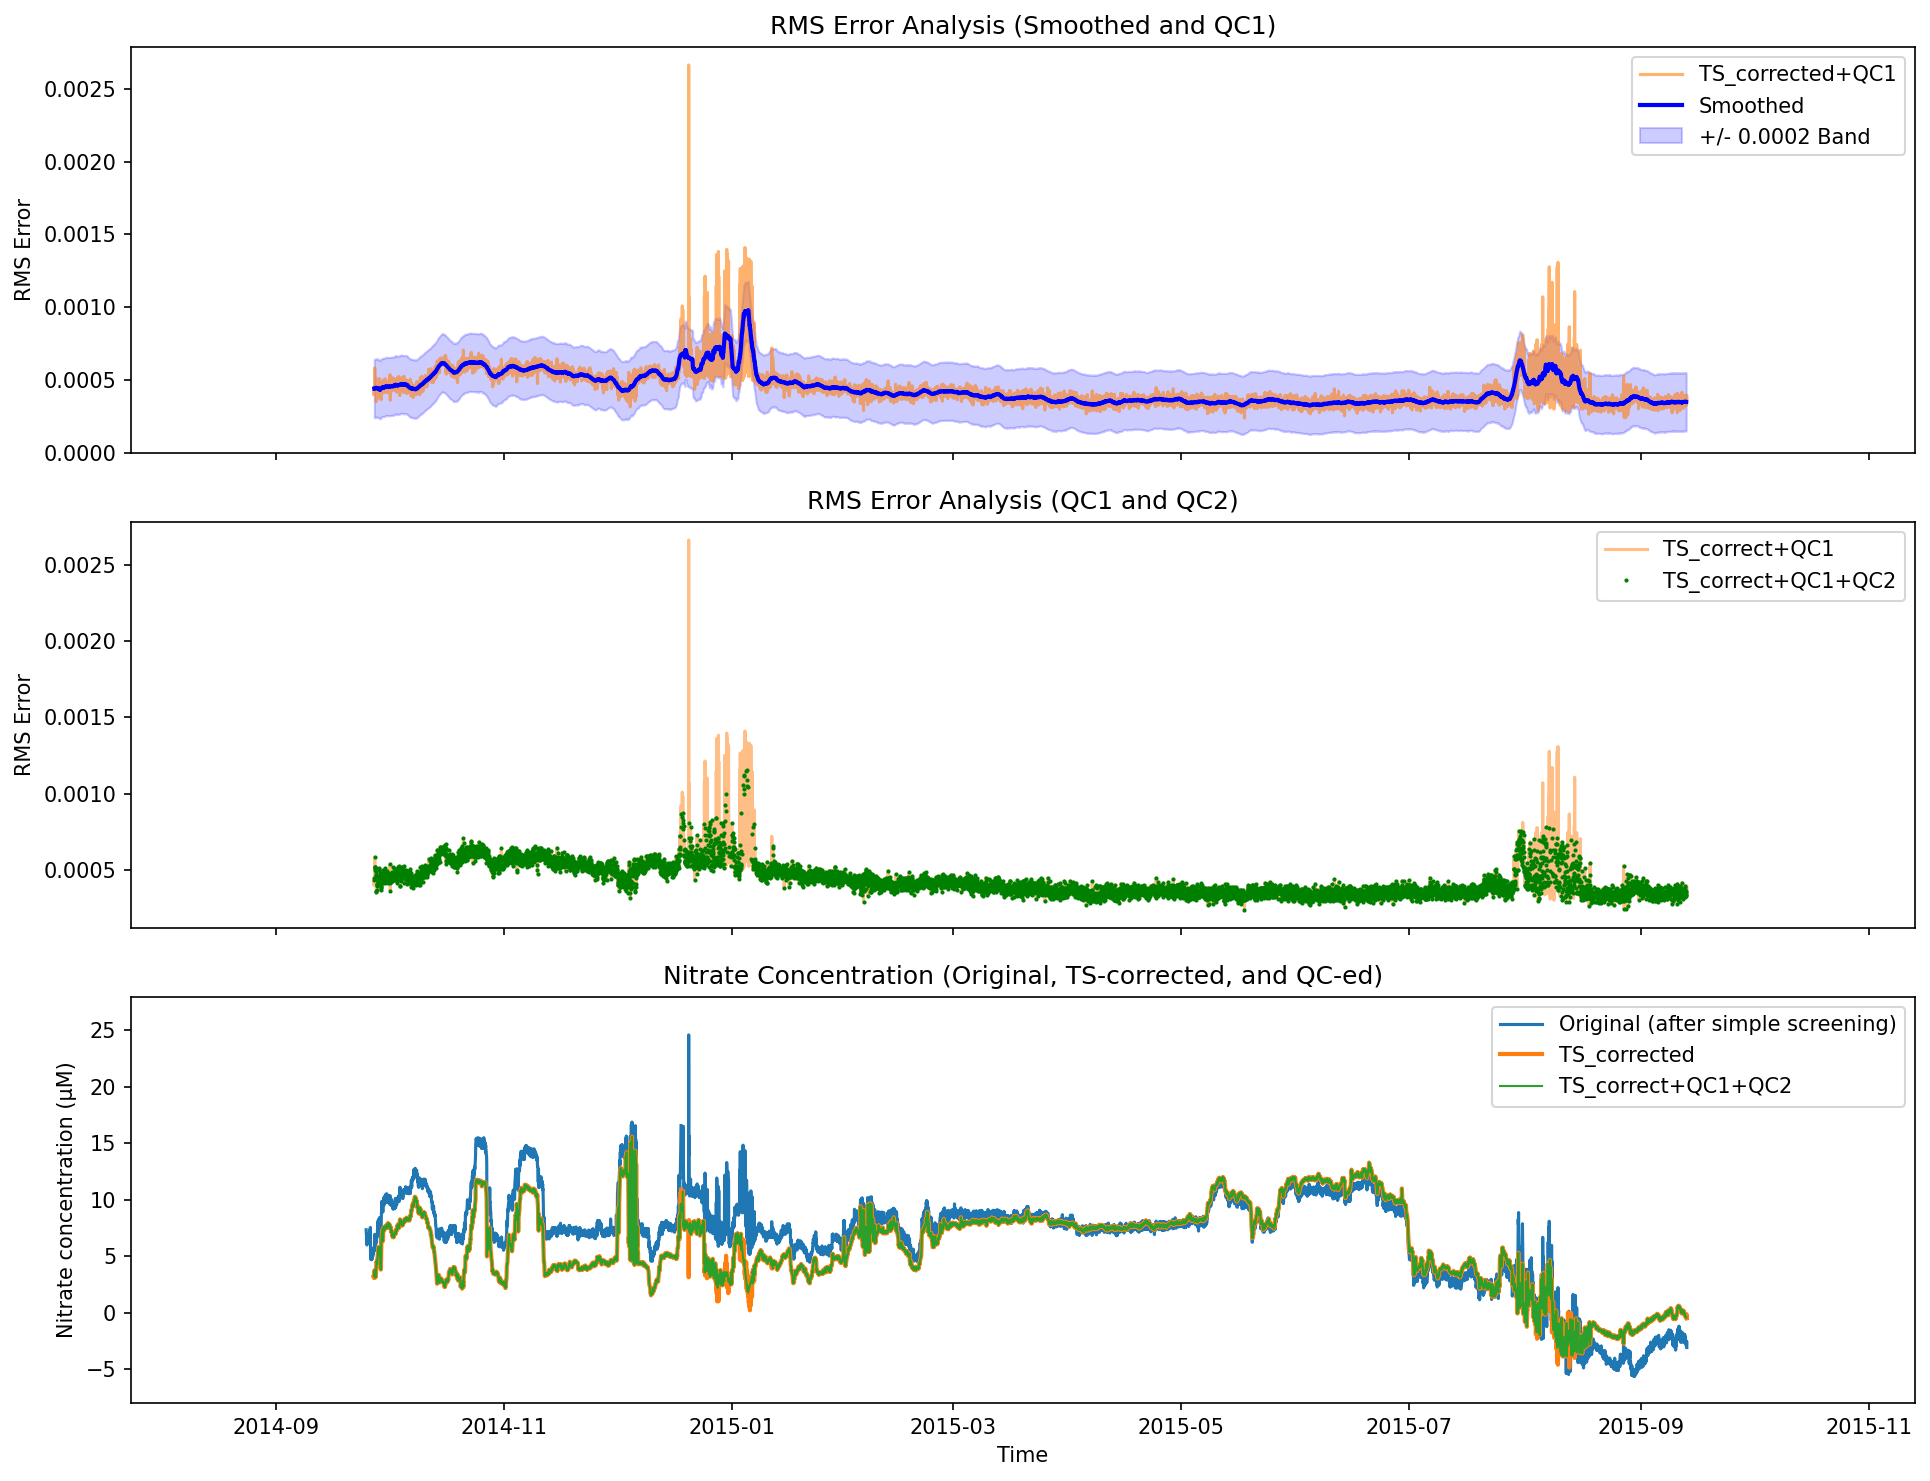 RMS Error Analysis (Smoothed and QC1)
RMS Error
0.0025
0.0020
0.0015
0.0010
0.0005
0.0000
TS_corrected+QC1
Smoothed
+/- 0.0002 Band
RMS Error Analysis (QC1 and QC2)
RMS Error
0.0025
0.0020
0.0015
0.0010
0.0005
TS_correct+QC1
TS_correct+QC1+QC2
Nitrate Concentration (Original, TS-corrected, and QC-ed)
Nitrate concentration (μM)
25
20
15
10
5
0
−5
Original (after simple screening)
TS_corrected
TS_correct+QC1+QC2
2014-09 2014-11 2015-01 2015-03 2015-05 2015-07 2015-09 2015-11
Time